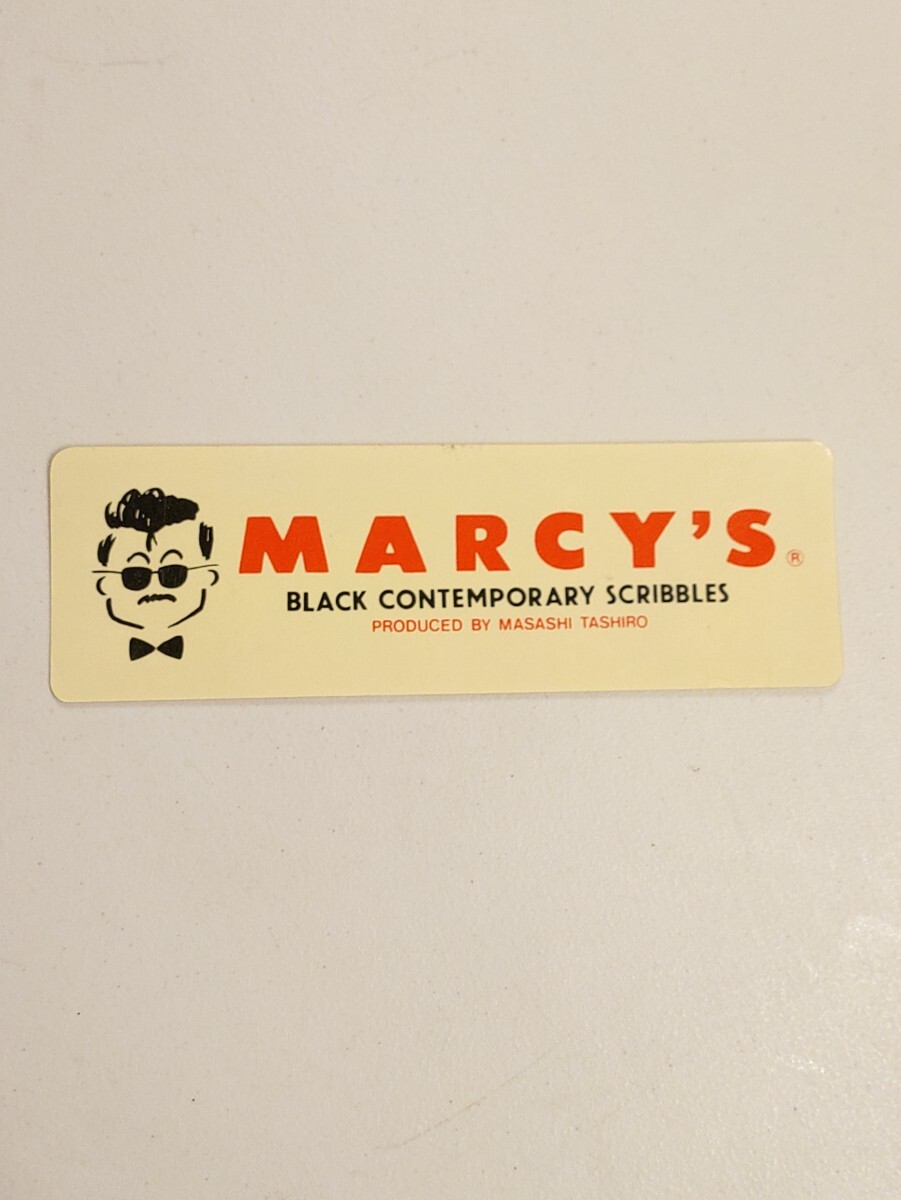 MARCY'S®
BLACK CONTEMPORARY SCRIBBLES
PRODUCED BY MASASHI TASHIRO